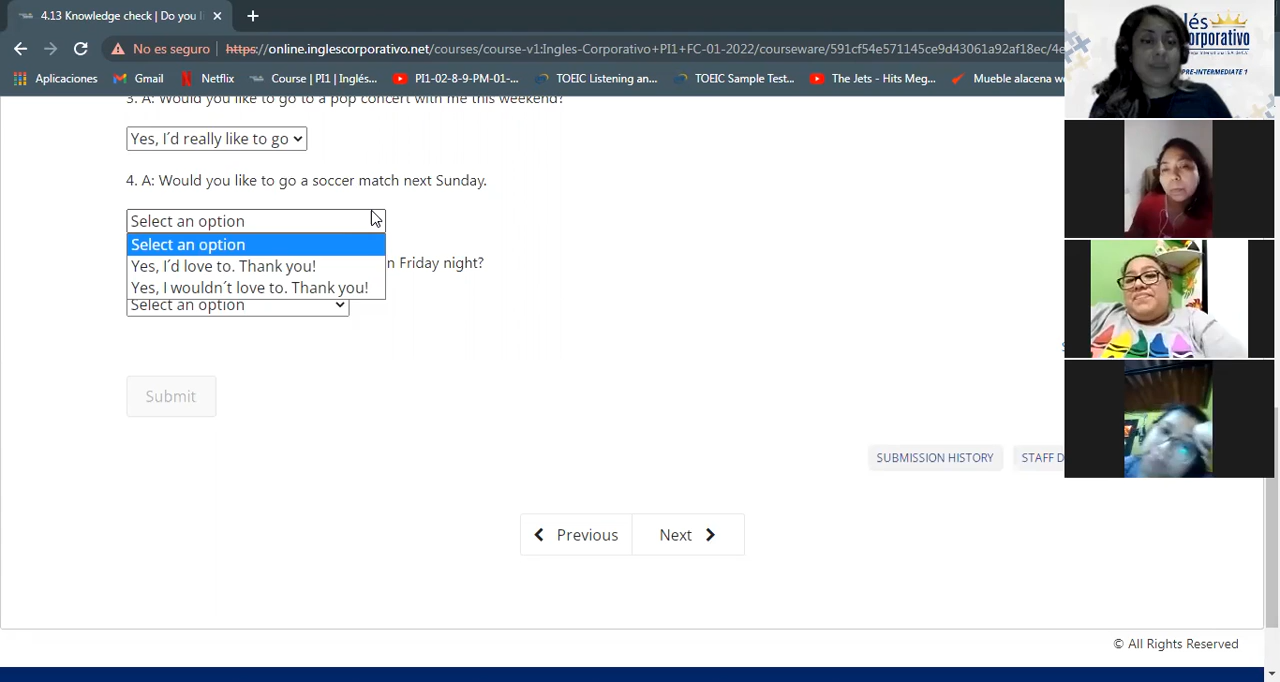 4.13 Knowledge check | Do you l
No es seguro
https://online.inglescorporativo.net/courses/course-v1:Ingles-Corporativo+PI1+FC-01-2022/courseware/591cf54e571145ce9d43061a92af18ec/4e
Aplicaciones
Gmail
Netflix
Course | PI1 | Inglés...
PI1-02-8-9-PM-01-...
TOEIC Listening an...
TOEIC Sample Test...
The Jets - Hits Meg...
Mueble alacena w
glés
corporativo
PRE-INTERMEDIATE 1
3. A: Would you like to go to a pop concert with me this weekend?
Yes, I´d really like to go
4. A: Would you like to go a soccer match next Sunday.
Select an option
Select an option
Yes, I´d love to. Thank you!
n Friday night?
Yes, I wouldn´t love to. Thank you!
Select an option
Submit
SUBMISSION HISTORY
STAFF D
Previous
Next
© All Rights Reserved